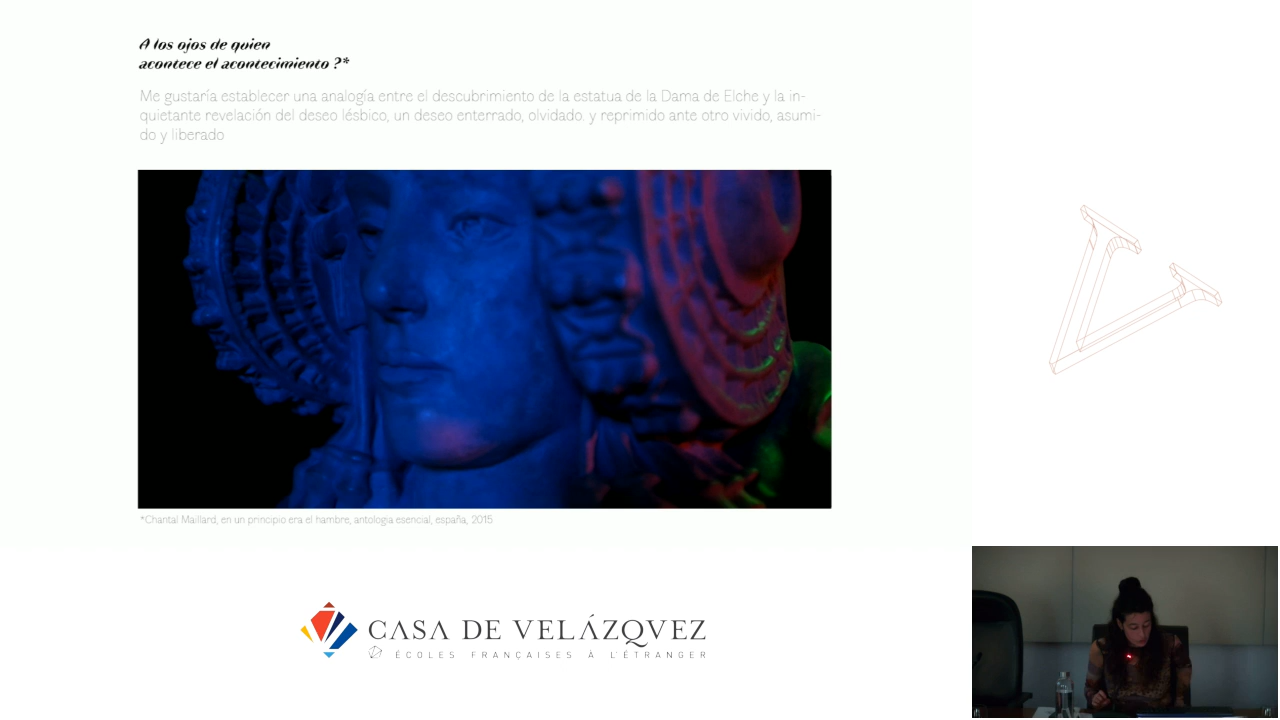 A los ojos de quien
acontece el acontecimiento ?*
Me gustaría establecer una analogía entre el descubrimiento de la estatua de la Dama de Elche y la in-
quietante revelación del deseo lésbico, un deseo enterrado, olvidado. y reprimido ante otro vivido, asumi-
do y liberado
*Chantal Maillard, en un principio era el hambre, antologia esencial, españa, 2015
CASA DE VELÁZQVEZ
ÉCOLES FRANÇAISES À L'ÉTRANGER